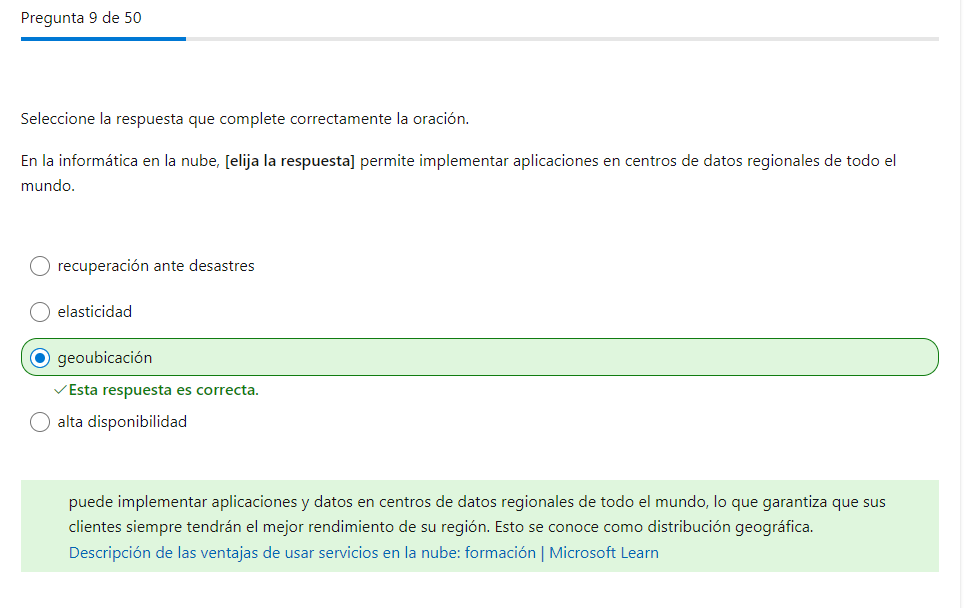 Pregunta 9 de 50
Seleccione la respuesta que complete correctamente la oración.
En la informática en la nube, [elija la respuesta] permite implementar aplicaciones en centros de datos regionales de todo el
mundo.
recuperación ante desastres
elasticidad
geoubicación
✓Esta respuesta es correcta.
alta disponibilidad
puede implementar aplicaciones y datos en centros de datos regionales de todo el mundo, lo que garantiza que sus
clientes siempre tendrán el mejor rendimiento de su región. Esto se conoce como distribución geográfica.
Descripción de las ventajas de usar servicios en la nube: formación | Microsoft Learn